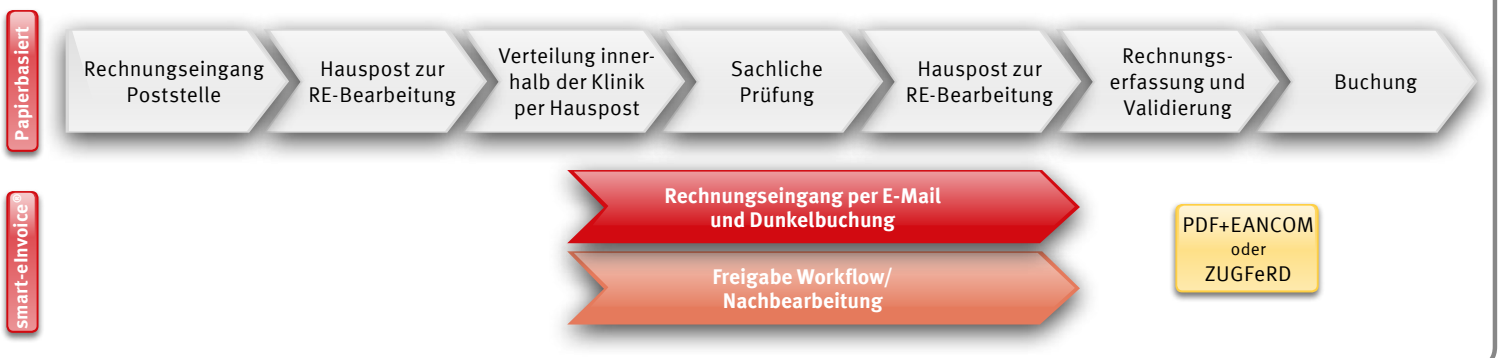 Papierbasiert
Rechnungseingang
Poststelle
Hauspost zur
RE-Bearbeitung
Verteilung inner-
halb der Klinik
per Hauspost
Sachliche
Prüfung
Hauspost zur
RE-Bearbeitung
Rechnungs-
erfassung und
Validierung
Buchung
smart-eInvoice®
Rechnungseingang per E-Mail
und Dunkelbuchung
Freigabe Workflow/
Nachbearbeitung
PDF+EANCOM
oder
ZUGFeRD